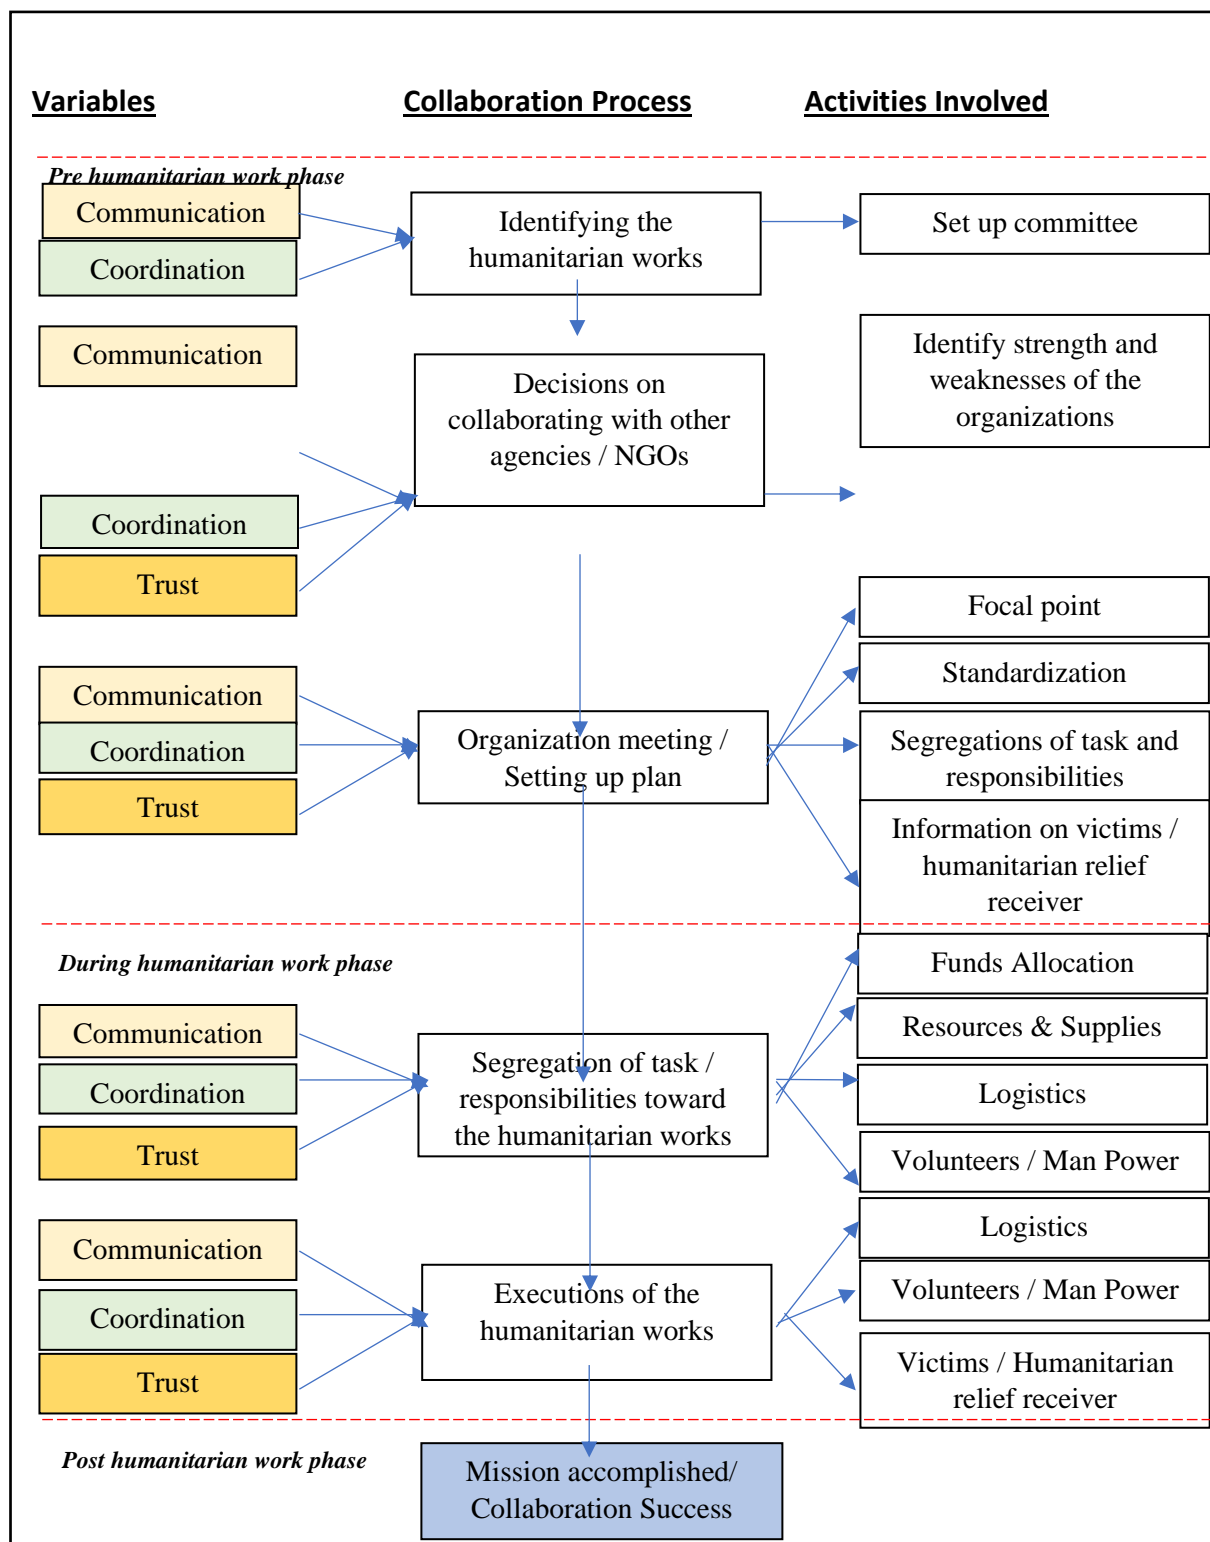 Variables
Collaboration Process
Activities Involved
Pre humanitarian work phase
Communication
Coordination
Identifying the
humanitarian works
Set up committee
Communication
Coordination
Trust
Decisions on
collaborating with other
agencies / NGOs
Identify strength and
weaknesses of the
organizations
Communication
Coordination
Trust
Organization meeting /
Setting up plan
Focal point
Standardization
Segregations of task and
responsibilities
Information on victims /
humanitarian relief
receiver
During humanitarian work phase
Communication
Coordination
Trust
Segregation of task /
responsibilities toward
the humanitarian works
Funds Allocation
Resources & Supplies
Logistics
Volunteers / Man Power
Communication
Coordination
Trust
Executions of the
humanitarian works
Logistics
Volunteers / Man Power
Victims / Humanitarian
relief receiver
Post humanitarian work phase
Mission accomplished/
Collaboration Success